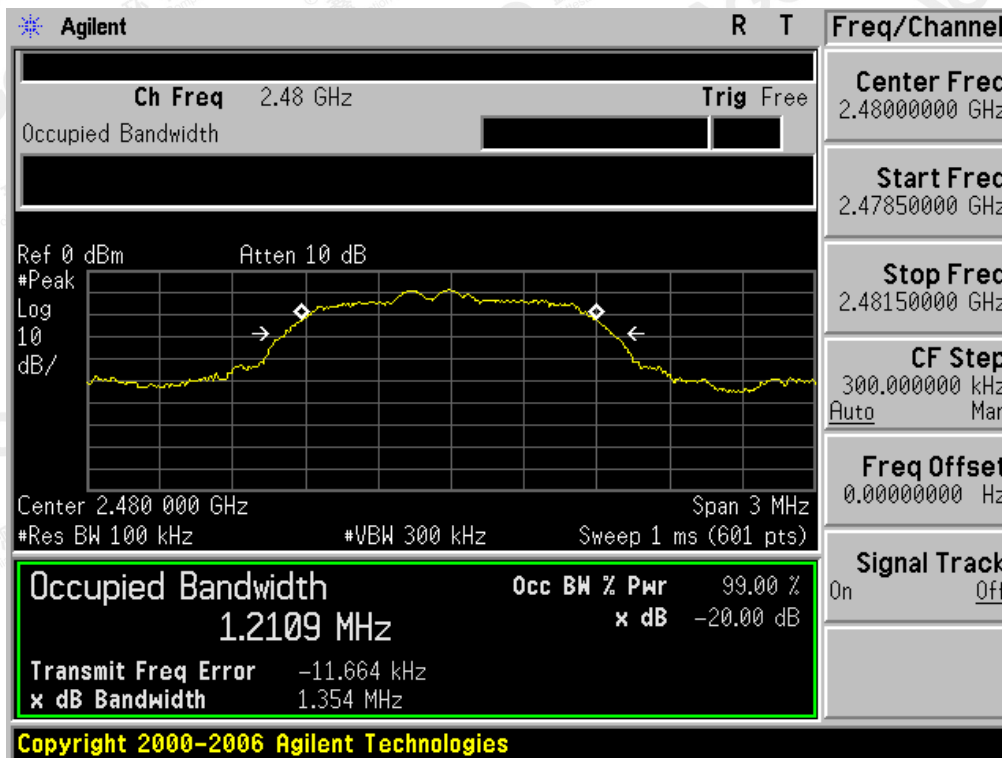 Agilent R T Freq/Channel
Ch Freq 2.48 GHz Trig Free
Occupied Bandwidth
Center Freq
2.48000000 GHz
Start Freq
2.47850000 GHz
Stop Freq
2.48150000 GHz
CF Step
300.000000 kHz
Auto Man
Freq Offset
0.00000000 Hz
Signal Track
On Off
Ref 0 dBm Atten 10 dB
#Peak
Log
10
dB/
Center 2.480 000 GHz Span 3 MHz
#Res BW 100 kHz #VBW 300 kHz Sweep 1 ms (601 pts)
Occupied Bandwidth Occ BW % Pwr 99.00 %
1.2109 MHz x dB -20.00 dB
Transmit Freq Error -11.664 kHz
x dB Bandwidth 1.354 MHz
Copyright 2000-2006 Agilent Technologies